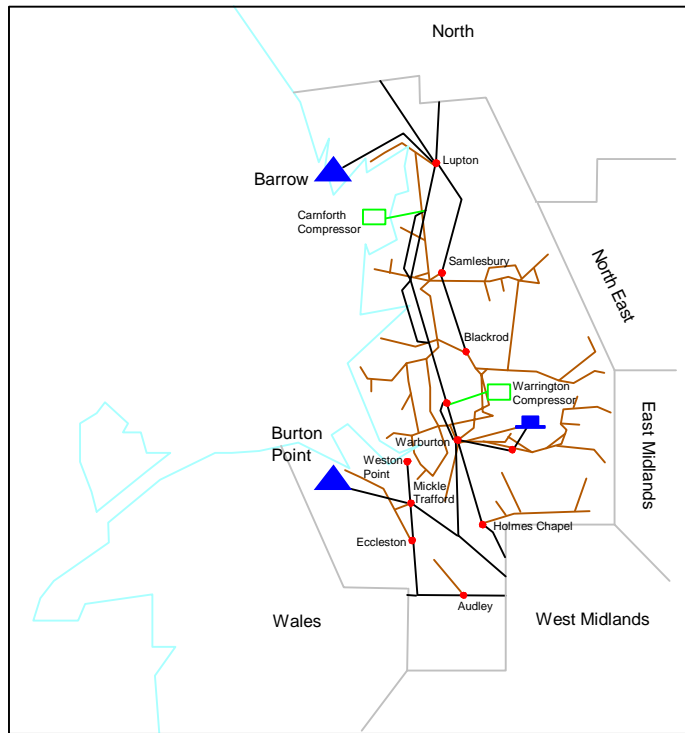 North
Lupton
Barrow
Carnforth
Compressor
Samlesbury
North East
Blackrod
Warrington
Compressor
East Midlands
Burton
Point
Warburton
Weston
Point
Mickle
Trafford
Holmes Chapel
Eccleston
Audley
Wales
West Midlands